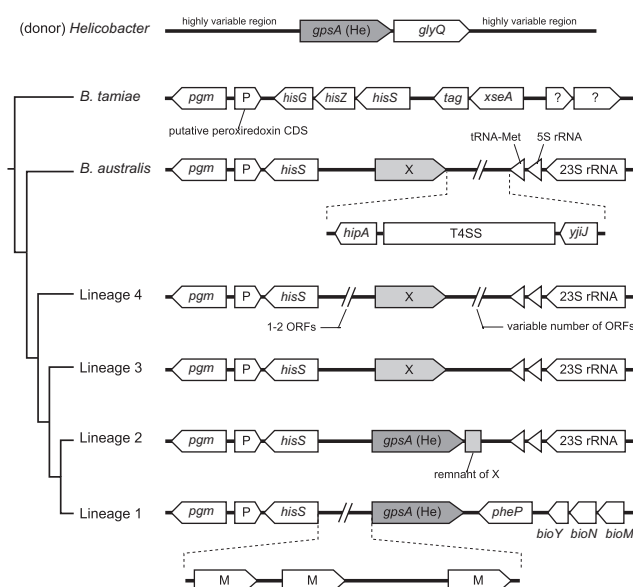 highly variable region highly variable region
(donor) Helicobacter gpsA (He) glyQ
B. tamiae pgm P hisG hisZ hisS tag xseA ? ?
putative peroxiredoxin CDS
tRNA-Met 5S rRNA
B. australis pgm P hisS X 23S rRNA
hipA T4SS yjiJ
Lineage 4 pgm P hisS X 23S rRNA
1-2 ORFs variable number of ORFs
Lineage 3 pgm P hisS X 23S rRNA
Lineage 2 pgm P hisS gpsA (He) 23S rRNA
remnant of X
Lineage 1 pgm P hisS gpsA (He) pheP
bioY bioN bioM
M M M